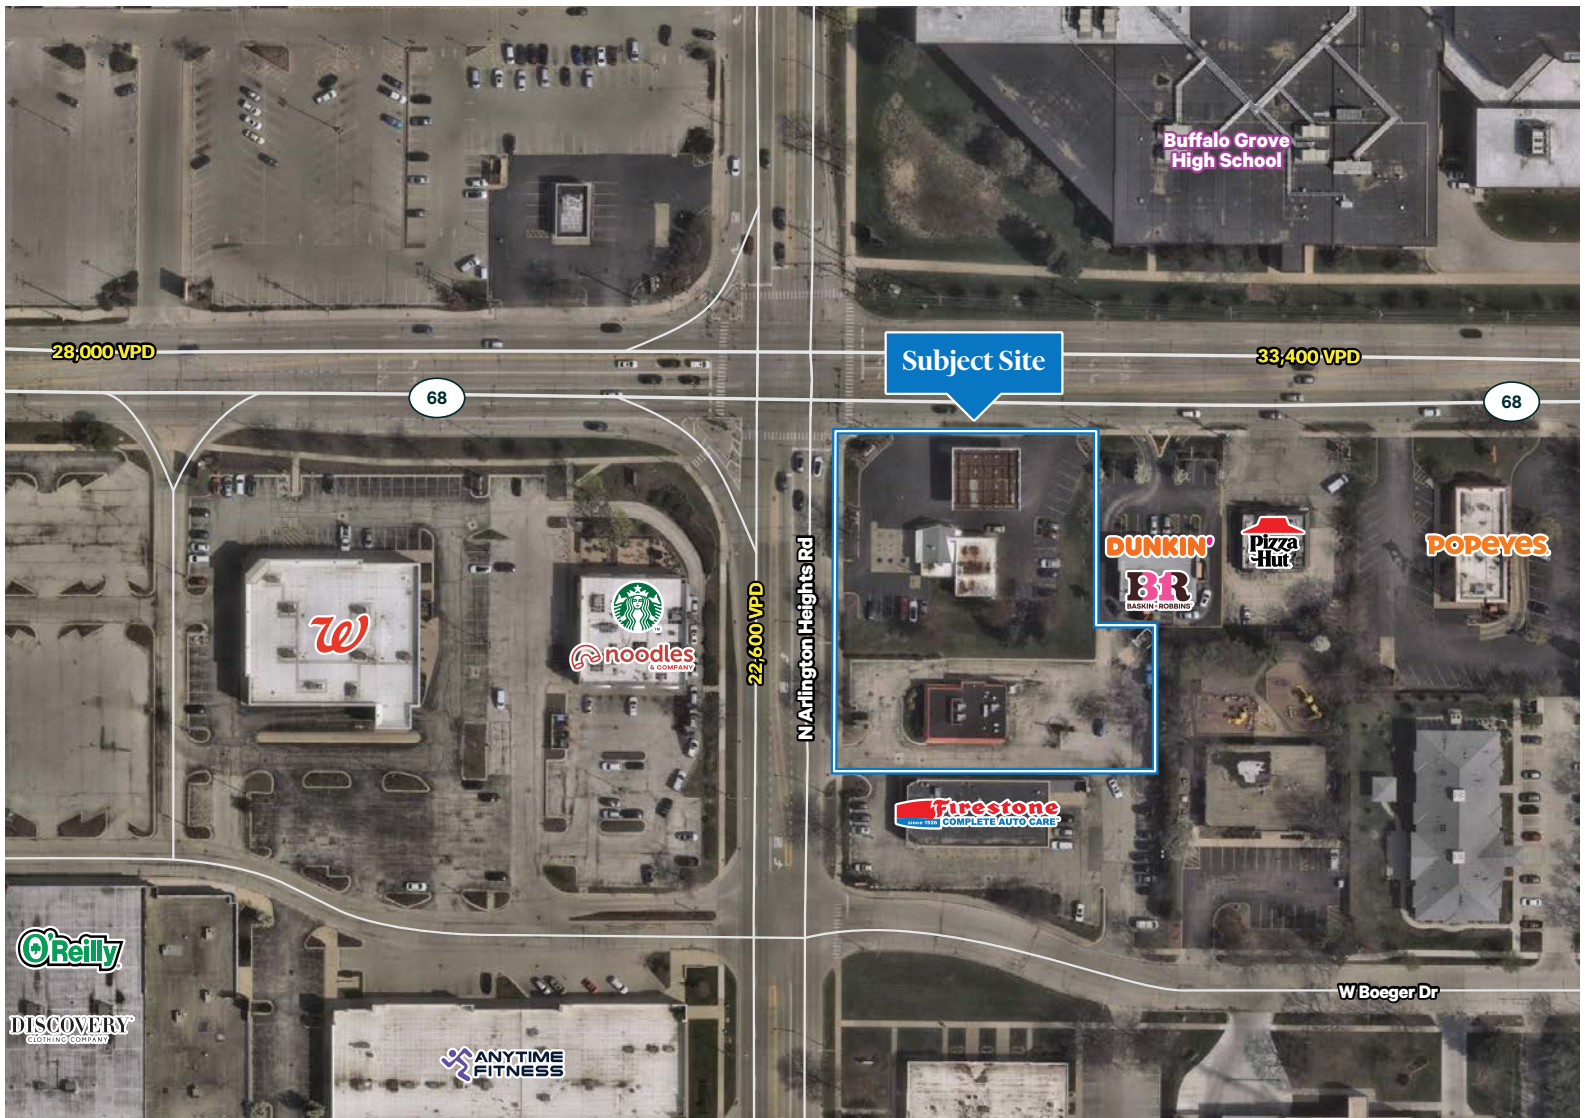 Buffalo Grove
High School
28,000 VPD
Subject Site
33,400 VPD
68
68
DUNKIN'
Pizza
Hut
POPEYES
BR
BASKIN-ROBBINS
W
noodles
& COMPANY
22,600 VPD
N Arlington Heights Rd
Firestone
since 1926 COMPLETE AUTO CARE
O'Reilly
W Boeger Dr
DISCOVERY
CLOTHING COMPANY
ANYTIME
FITNESS